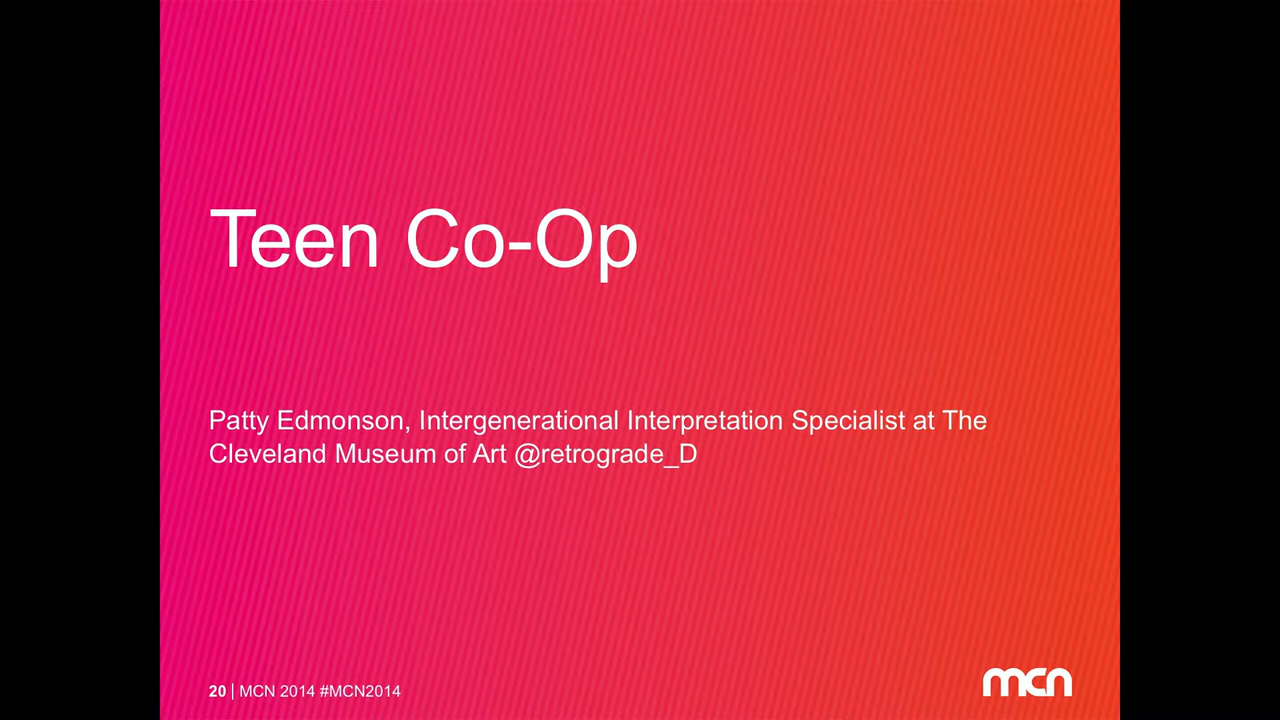 Teen Co-Op
Patty Edmonson, Intergenerational Interpretation Specialist at The
Cleveland Museum of Art @retrograde_D
20 | MCN 2014 #MCN2014
mcn